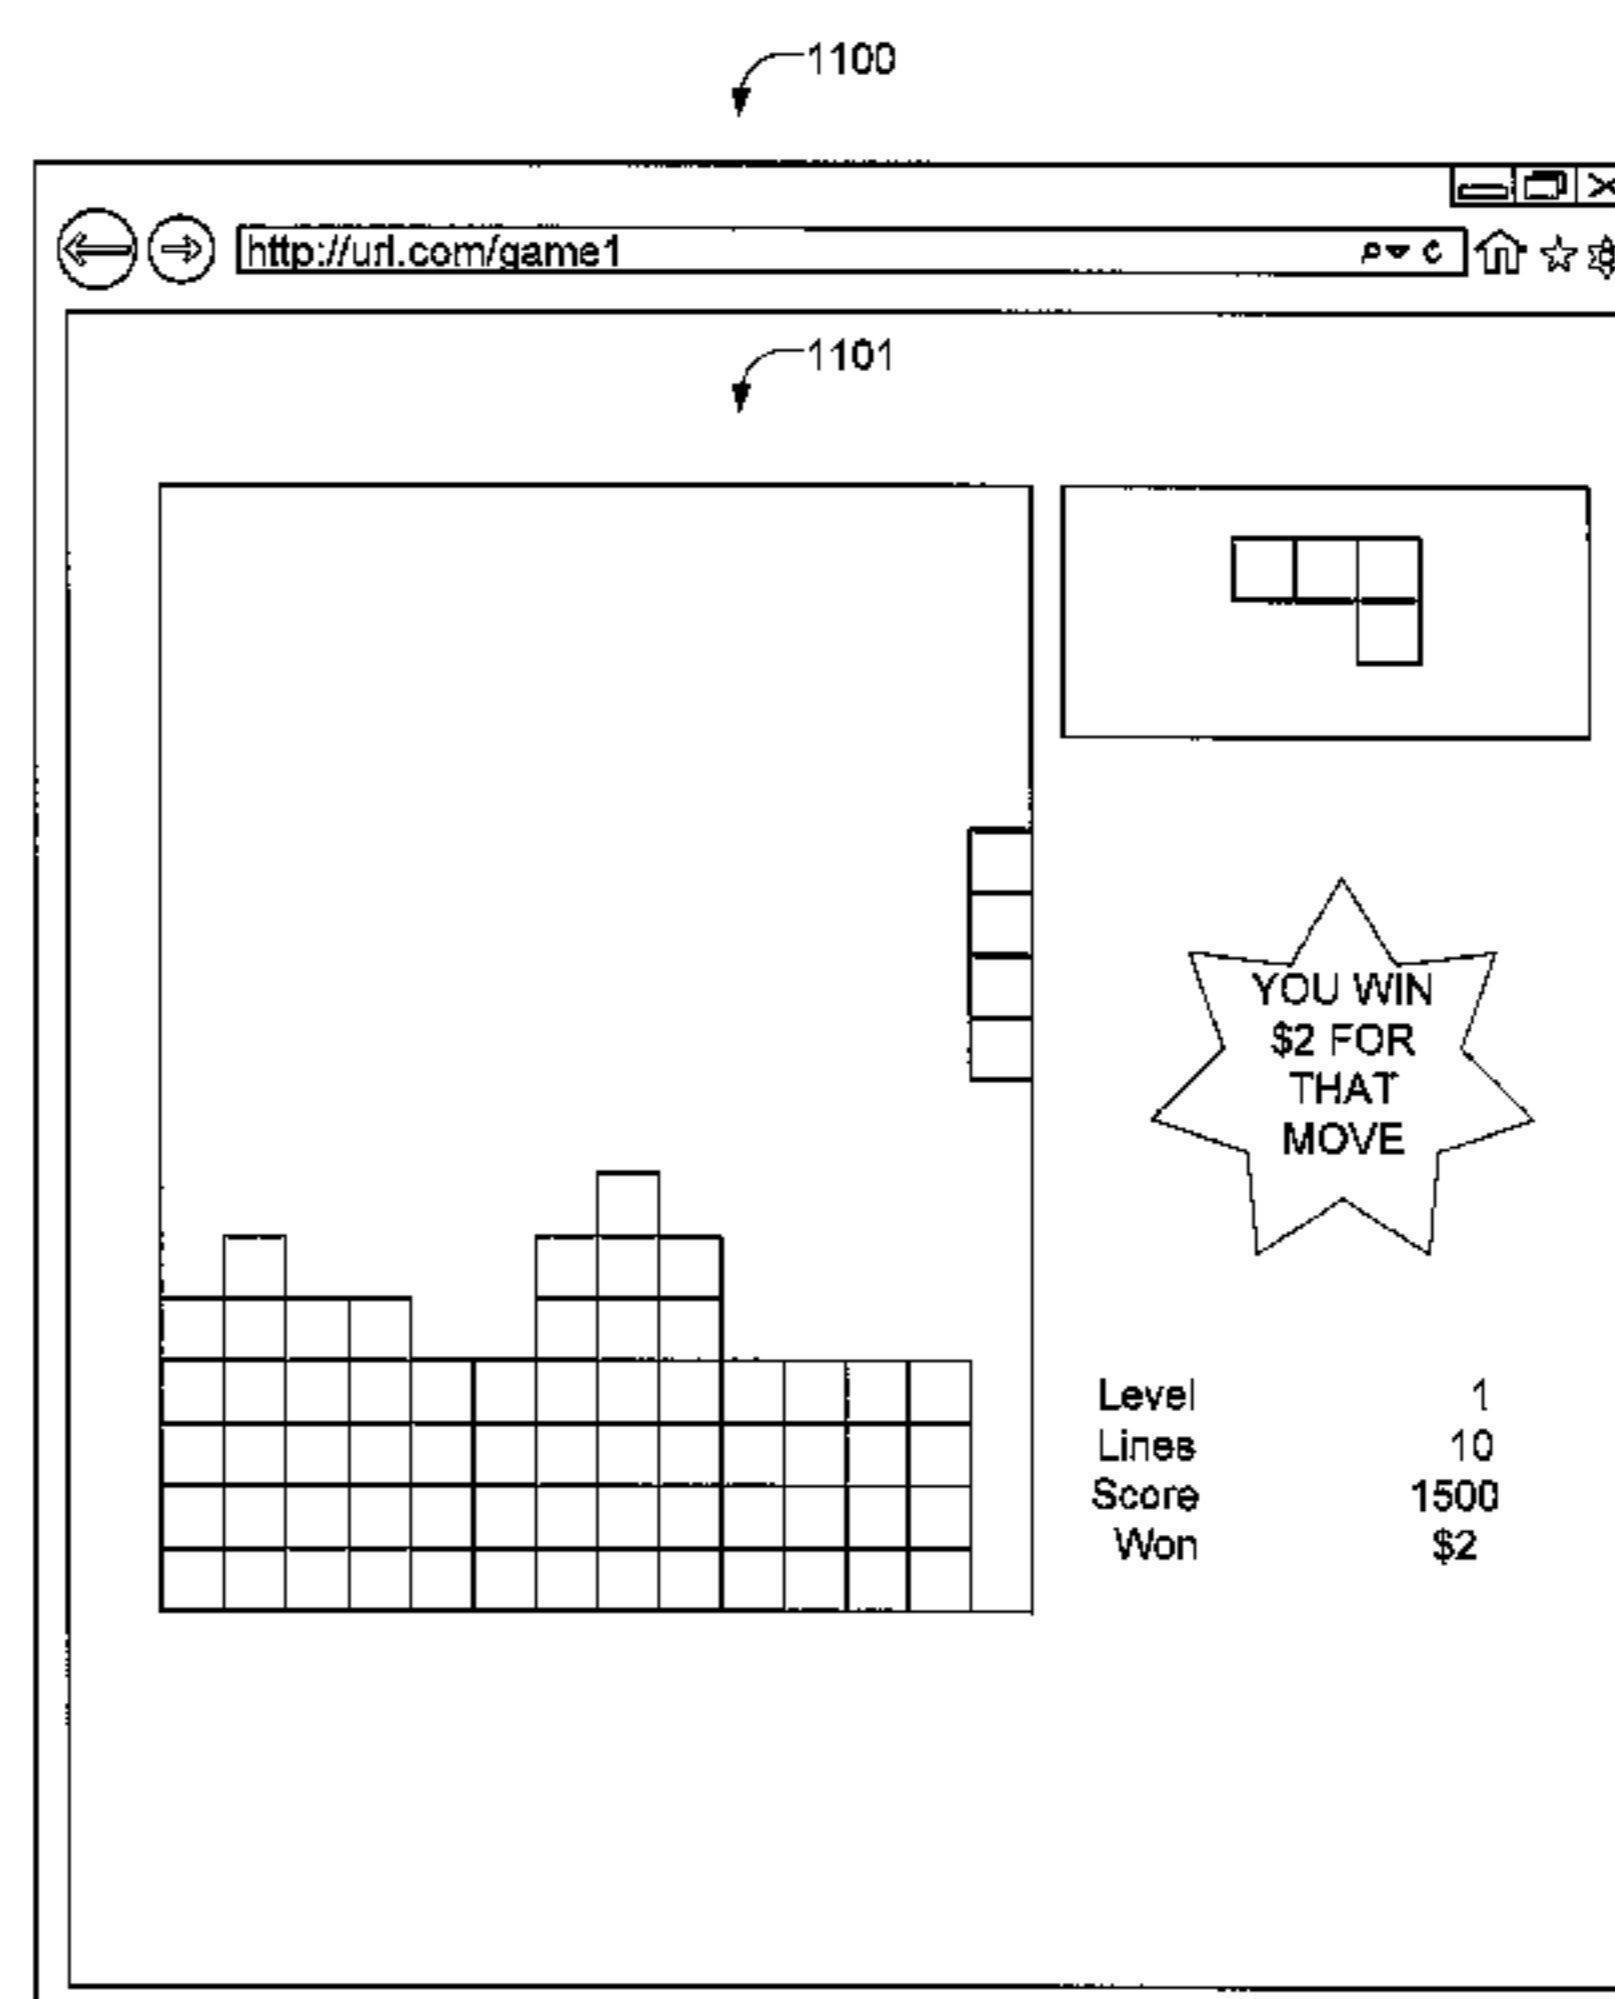 1100
http://url.com/game1
1101
YOU WIN
$2 FOR
THAT
MOVE
Level 1
Lines 10
Score 1500
Won $2